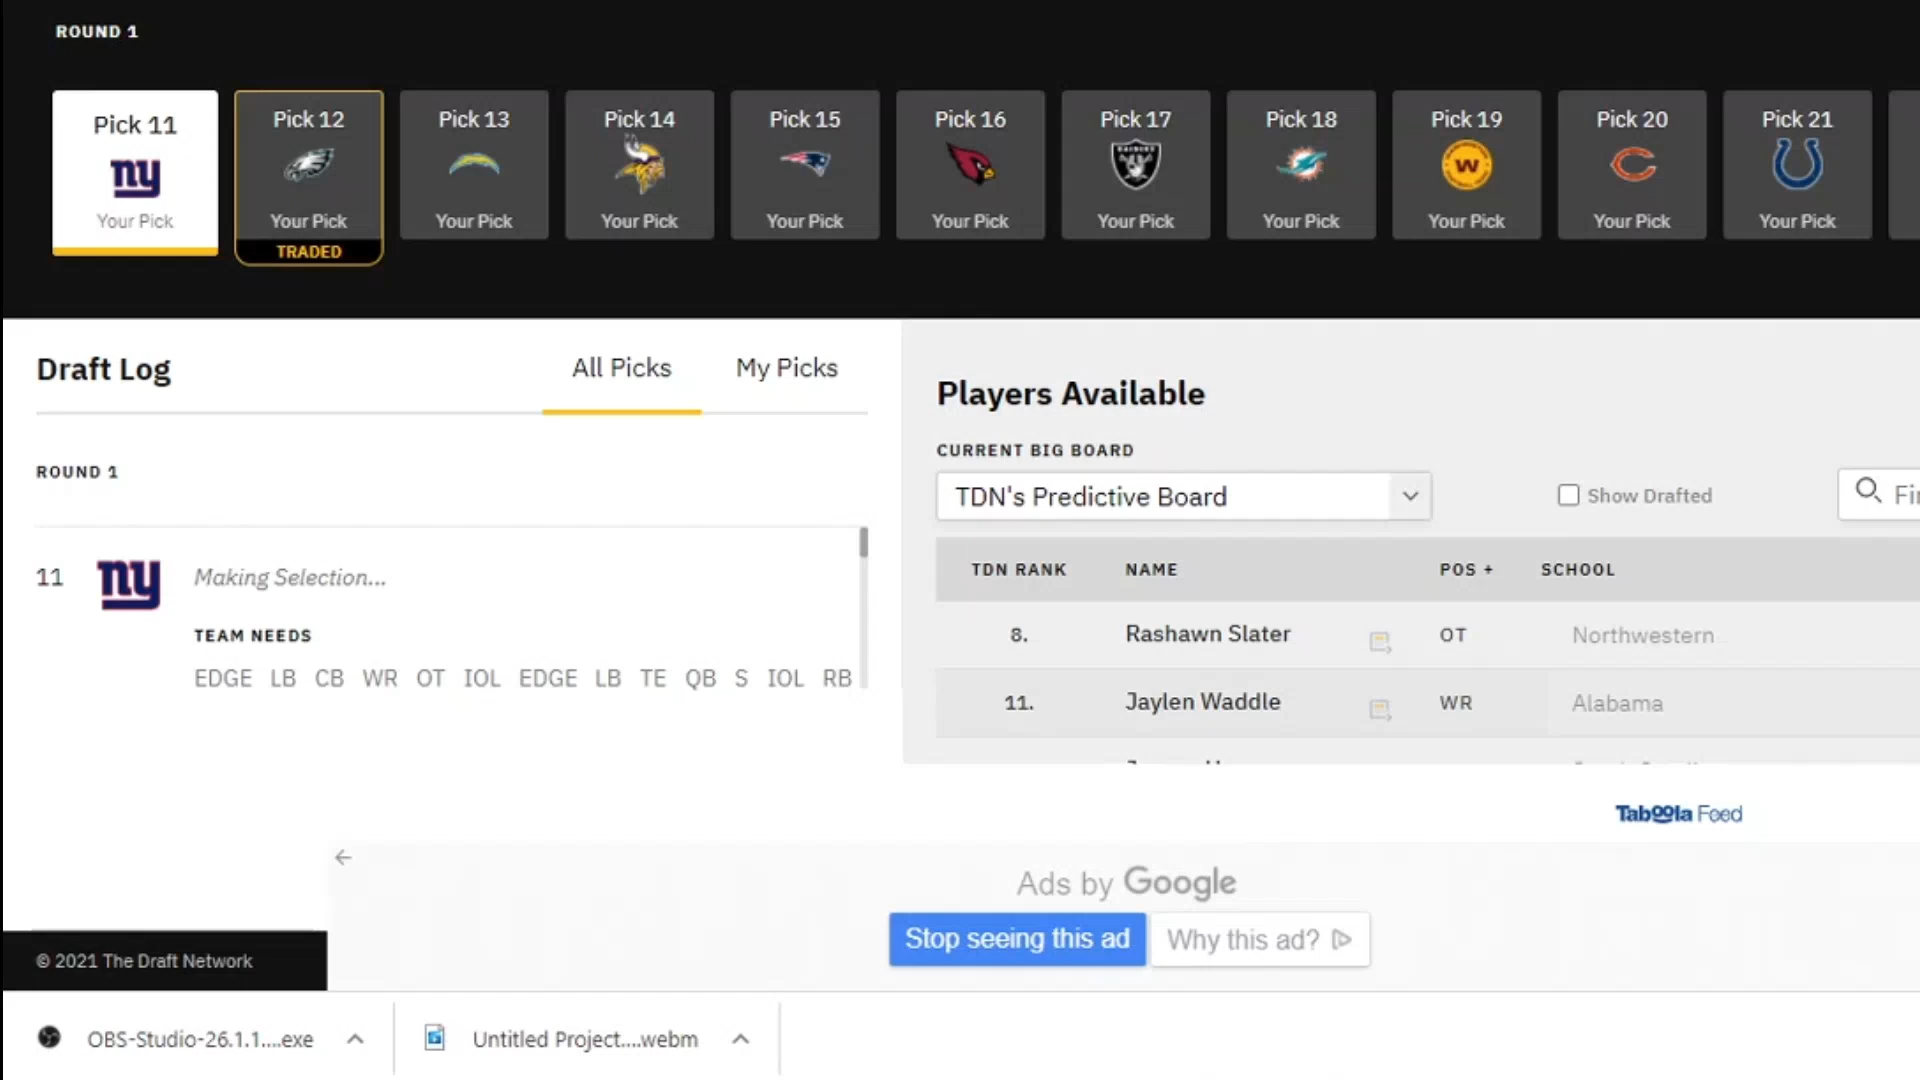 ROUND 1
Pick 11
ny
Your Pick
Pick 12
Your Pick
TRADED
Pick 13
Your Pick
Pick 14
Your Pick
Pick 15
Your Pick
Pick 16
Your Pick
Pick 17
RAIDERS
Your Pick
Pick 18
Your Pick
Pick 19
W
Your Pick
Pick 20
C
Your Pick
Pick 21
Your Pick
Draft Log
All Picks
My Picks
ROUND 1
11
ny
Making Selection...
TEAM NEEDS
EDGE LB CB WR OT IOL EDGE LB TE QB S IOL RB
Players Available
CURRENT BIG BOARD
TDN's Predictive Board
Show Drafted
TDN RANK NAME POS + SCHOOL
8. Rashawn Slater OT Northwestern
11. Jaylen Waddle WR Alabama
Taboola Feed
Ads by Google
Stop seeing this ad
Why this ad?
© 2021 The Draft Network
OBS-Studio-26.1.1....exe
Untitled Project....webm